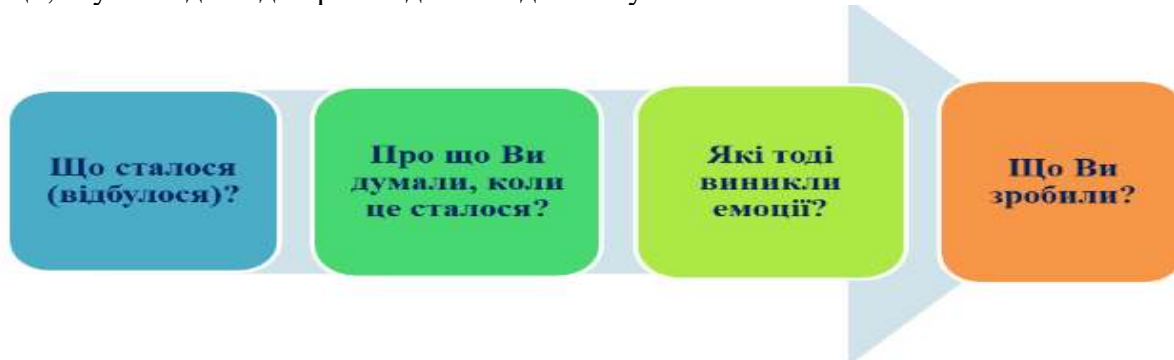 Що сталося
(відбулося)?
Про що Ви
думали, коли
це сталося?
Які тоді
виникли
емоції?
Що Ви
зробили?